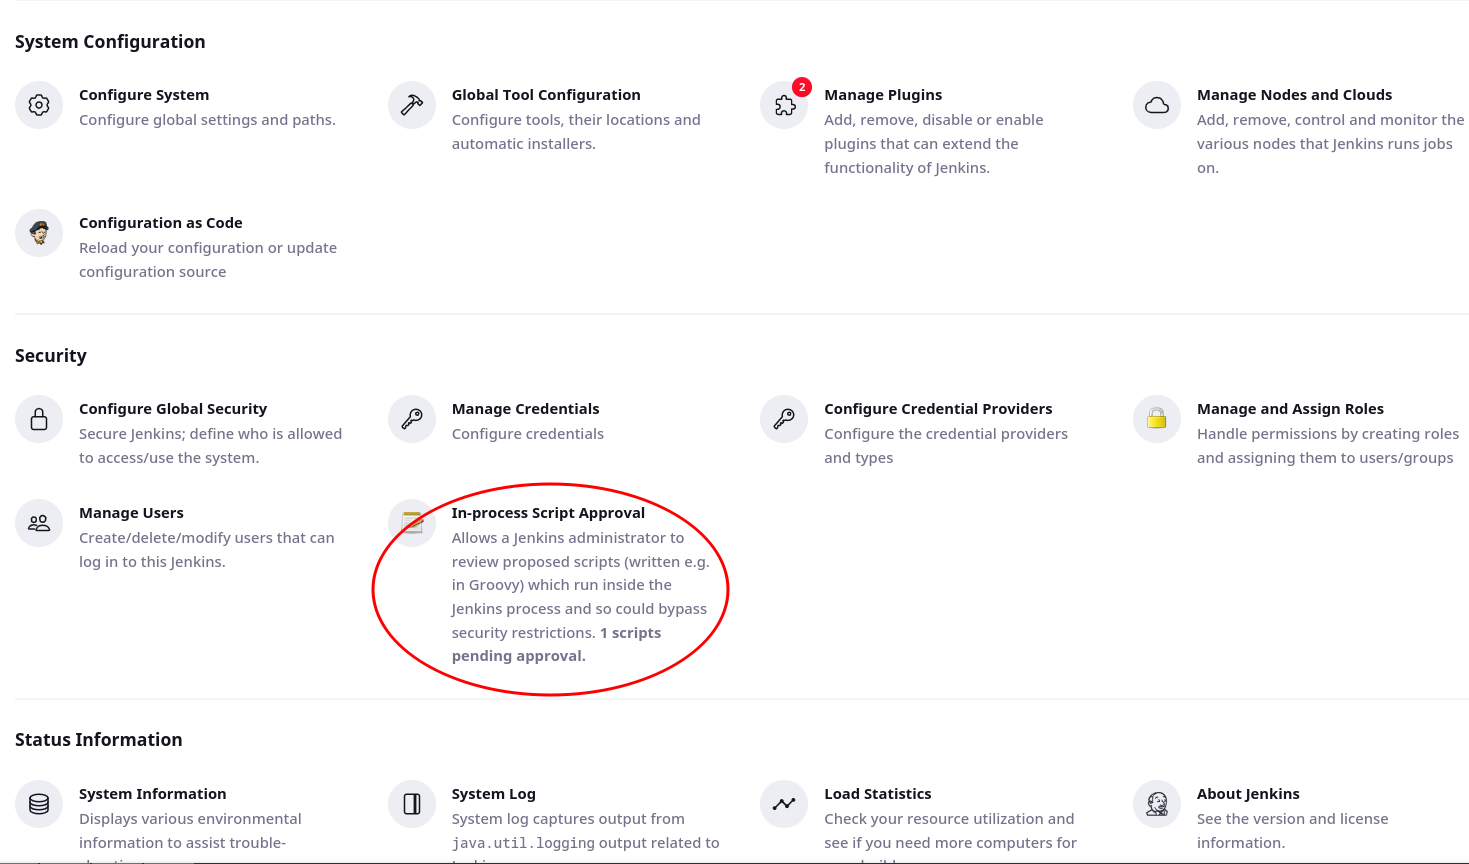 System Configuration
Configure System
Configure global settings and paths.
Global Tool Configuration
Configure tools, their locations and
automatic installers.
2
Manage Plugins
Add, remove, disable or enable
plugins that can extend the
functionality of Jenkins.
Manage Nodes and Clouds
Add, remove, control and monitor the
various nodes that Jenkins runs jobs
on.
Configuration as Code
Reload your configuration or update
configuration source
Security
Configure Global Security
Secure Jenkins; define who is allowed
to access/use the system.
Manage Credentials
Configure credentials
Configure Credential Providers
Configure the credential providers
and types
Manage and Assign Roles
Handle permissions by creating roles
and assigning them to users/groups
Manage Users
Create/delete/modify users that can
log in to this Jenkins.
In-process Script Approval
Allows a Jenkins administrator to
review proposed scripts (written e.g.
in Groovy) which run inside the
Jenkins process and so could bypass
security restrictions. 1 scripts
pending approval.
Status Information
System Information
Displays various environmental
information to assist trouble-
System Log
System log captures output from
java.util.logging output related to
Load Statistics
Check your resource utilization and
see if you need more computers for
About Jenkins
See the version and license
information.